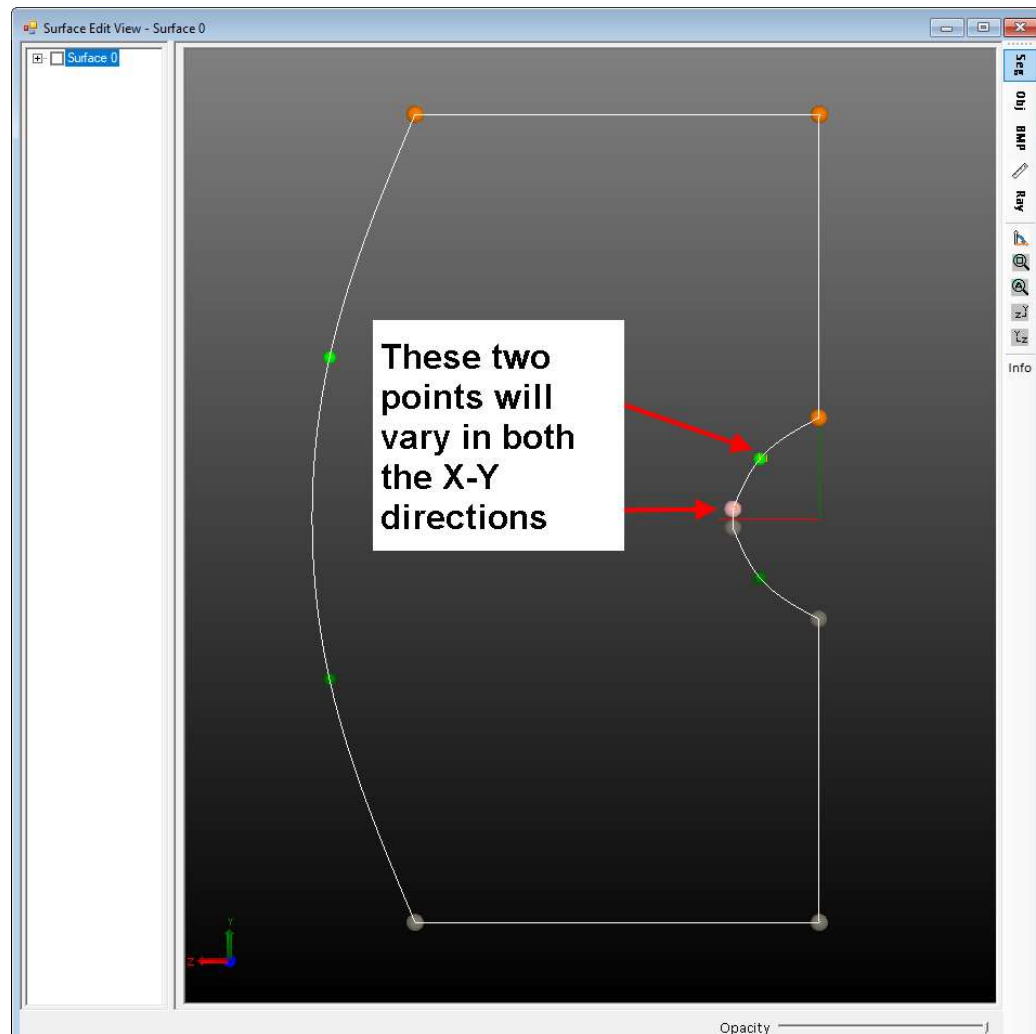 Surface Edit View - Surface 0
Surface 0
Seg
Obj
BMP
Ray
Z Y
Y Z
Info
These two
points will
vary in both
the X-Y
directions
Y
Z
Opacity